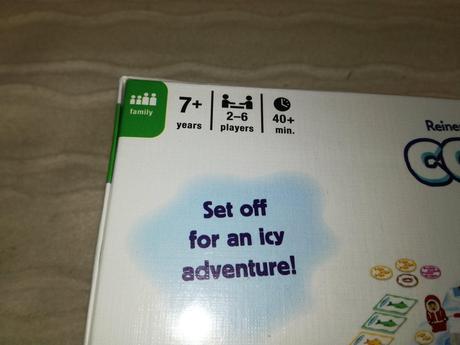 family
7+
years
2–6
players
40+
min.
Set off
for an icy
adventure!